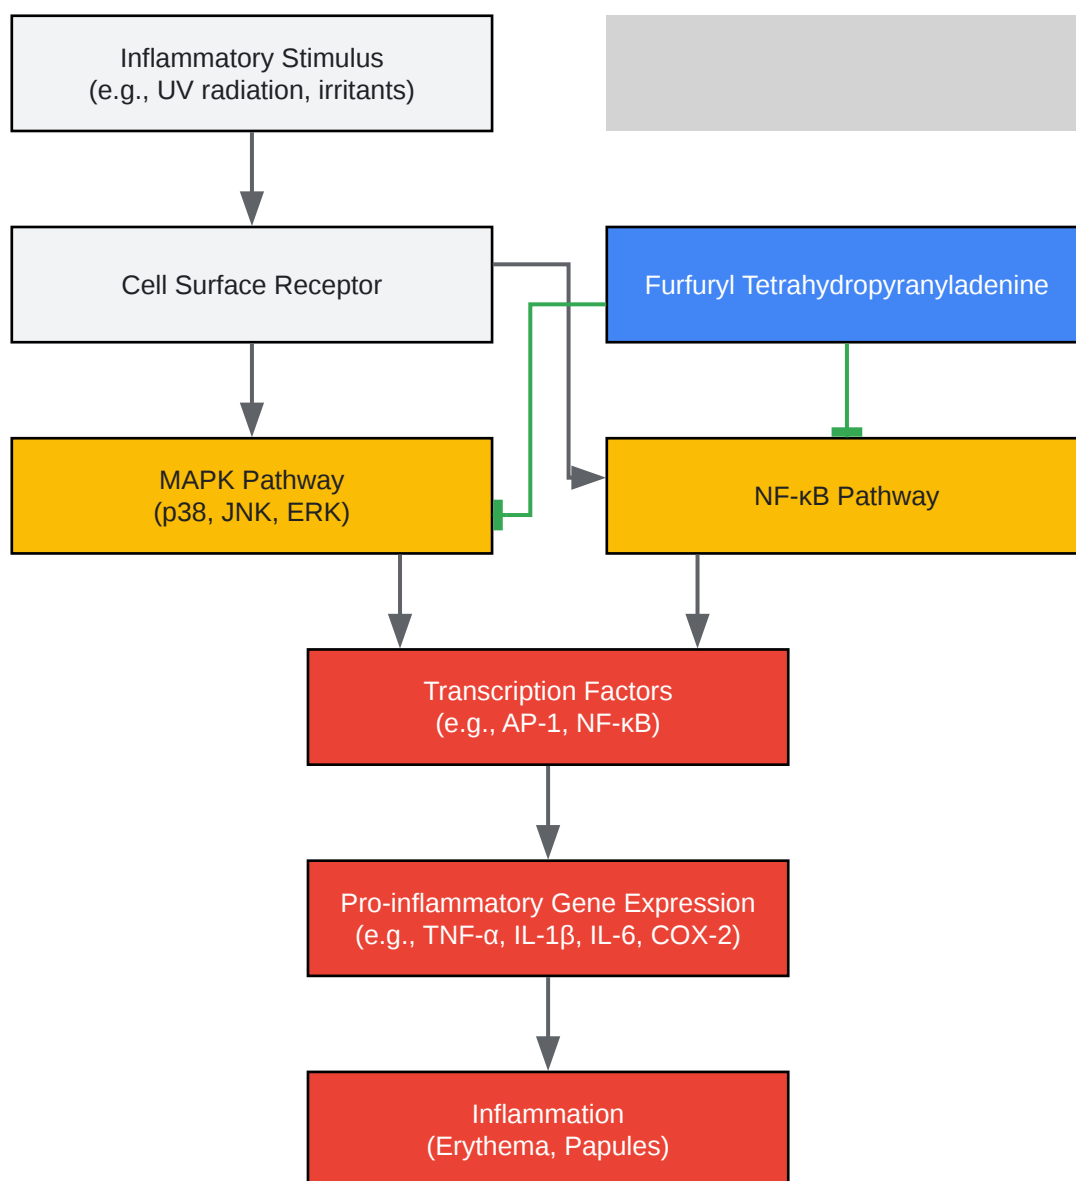 Inflammatory Stimulus
(e.g., UV radiation, irritants)
Cell Surface Receptor
Furfuryl Tetrahydropyranyladenine
MAPK Pathway
(p38, JNK, ERK)
NF-κB Pathway
Transcription Factors
(e.g., AP-1, NF-κB)
Pro-inflammatory Gene Expression
(e.g., TNF-α, IL-1β, IL-6, COX-2)
Inflammation
(Erythema, Papules)